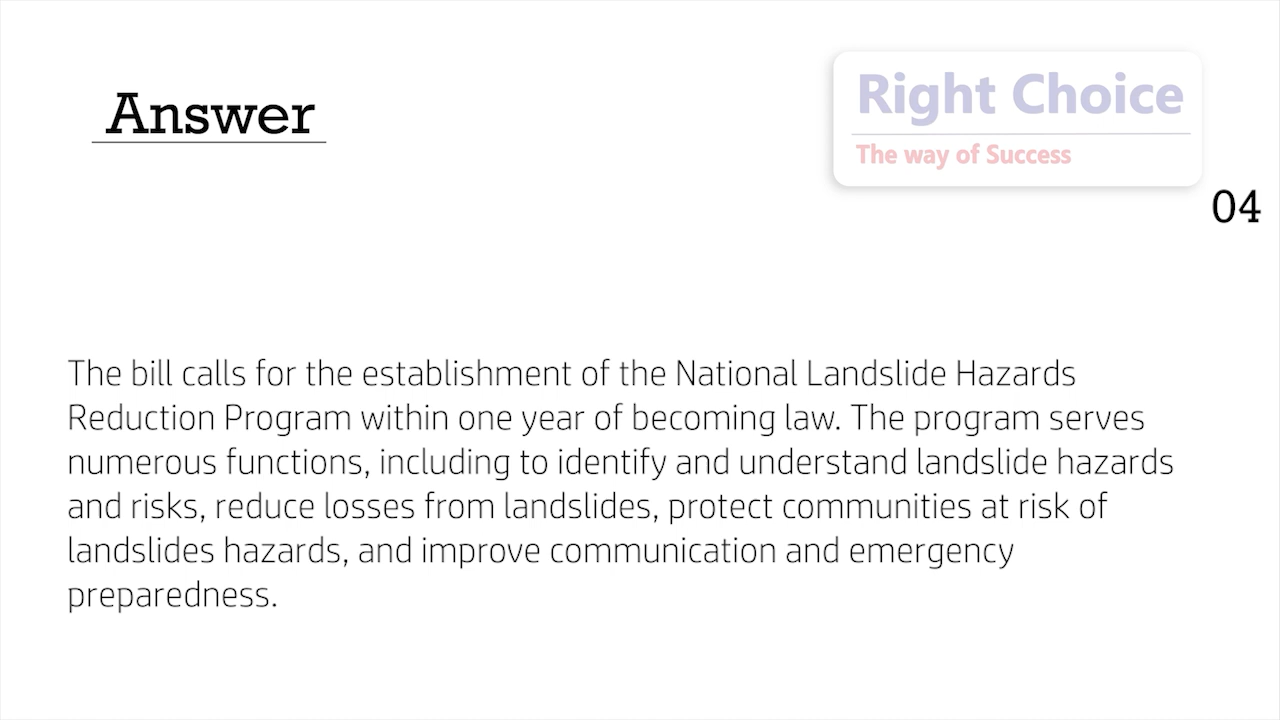 Answer
Right Choice
The way of Success
04
The bill calls for the establishment of the National Landslide Hazards
Reduction Program within one year of becoming law. The program serves
numerous functions, including to identify and understand landslide hazards
and risks, reduce losses from landslides, protect communities at risk of
landslides hazards, and improve communication and emergency
preparedness.